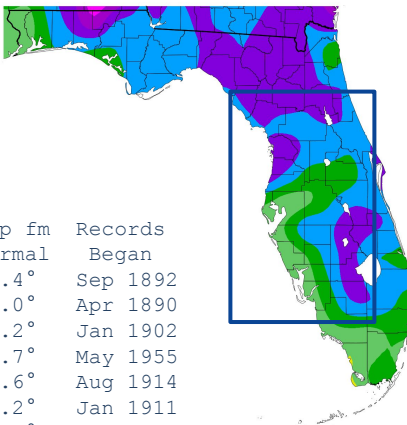 p fm Records
rmal Began
.4° Sep 1892
.0° Apr 1890
.2° Jan 1902
.7° May 1955
.6° Aug 1914
.2° Jan 1911